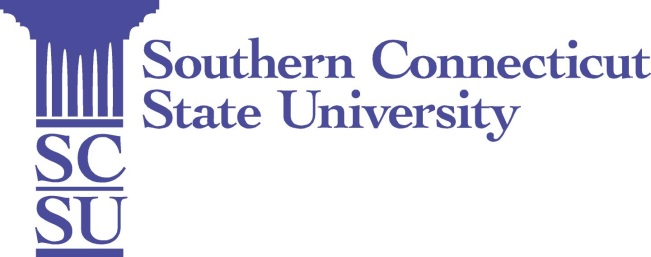 Southern Connecticut
State University
SC
SU